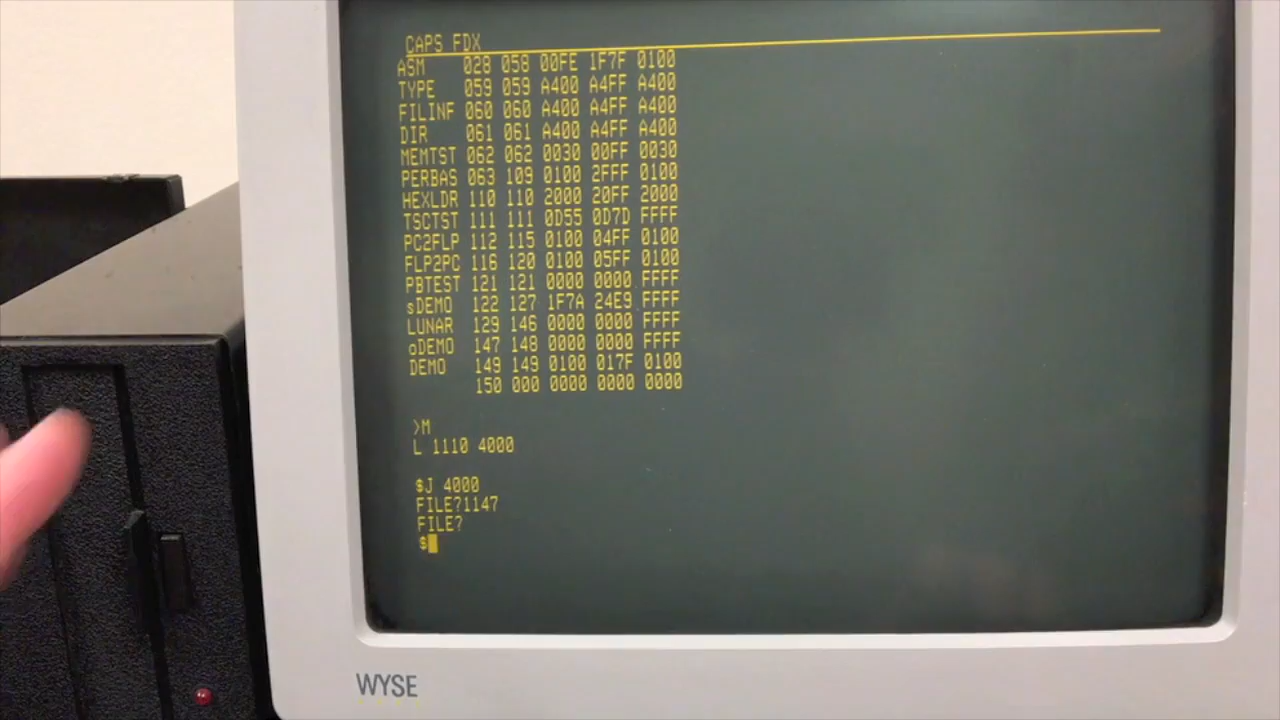 CAPS FDX
ASM 028 058 00FE 1F7F 0100
TYPE 059 059 A400 A4FF A400
FILINF 060 060 A400 A4FF A400
DIR 061 061 A400 A4FF A400
MEMTST 062 062 0030 00FF 0030
PERBAS 063 109 0100 2FFF 0100
HEXLDR 110 110 2000 20FF 2000
TSCTST 111 111 0D55 0D7D FFFF
PC2FLP 112 115 0100 04FF 0100
FLP2PC 116 120 0100 05FF 0100
PBTEST 121 121 0000 0000 FFFF
sDEMO 122 127 1F7A 24E9 FFFF
LUNAR 129 146 0000 0000 FFFF
oDEMO 147 148 0000 0000 FFFF
DEMO 149 149 0100 017F 0100
150 000 0000 0000 0000
>M
L 1110 4000
$J 4000
FILE?1147
FILE?
$
WYSE